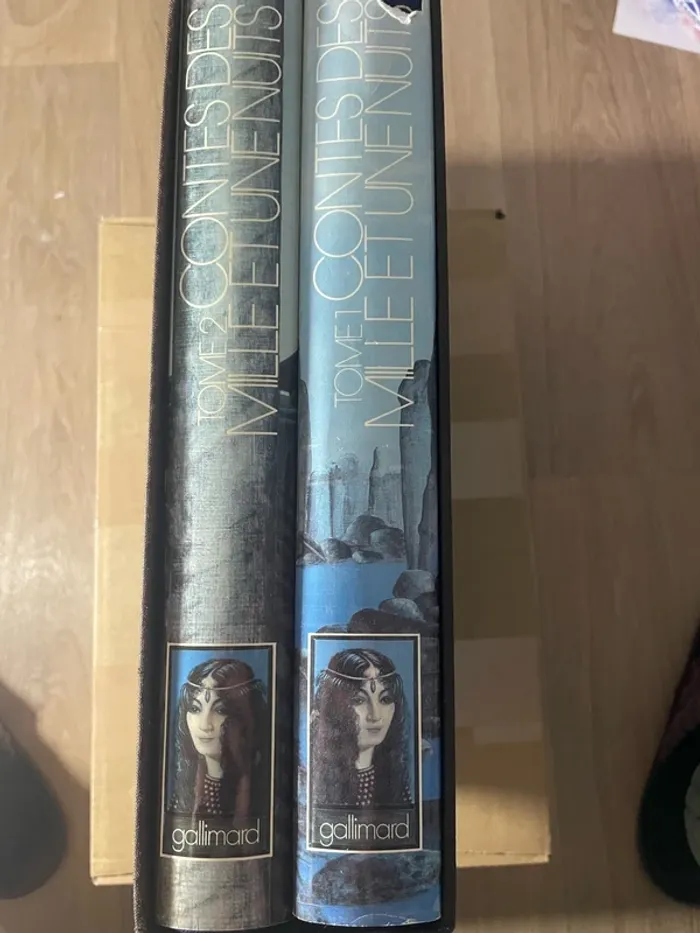 TOME 2 CONTES DES
MILLE ET UNE NUITS
gallimard
TOME 1 CONTES DES
MILLE ET UNE NUITS
gallimard